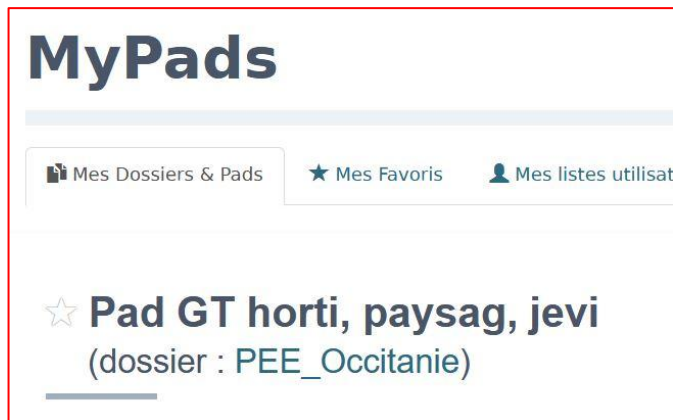 MyPads
Mes Dossiers & Pads ★ Mes Favoris Mes listes utilisat
☆ Pad GT horti, paysag, jevi
(dossier : PEE_Occitanie)